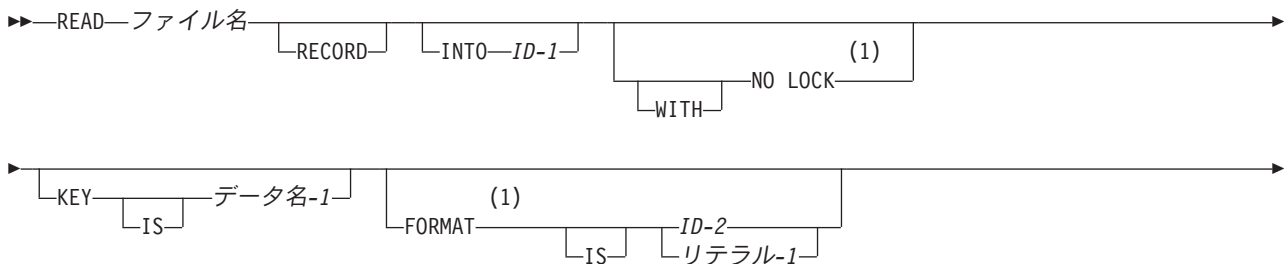 READ ファイル名 RECORD INTO ID-1 WITH NO LOCK (1)
KEY IS データ名-1 FORMAT (1) IS ID-2 リテラル-1